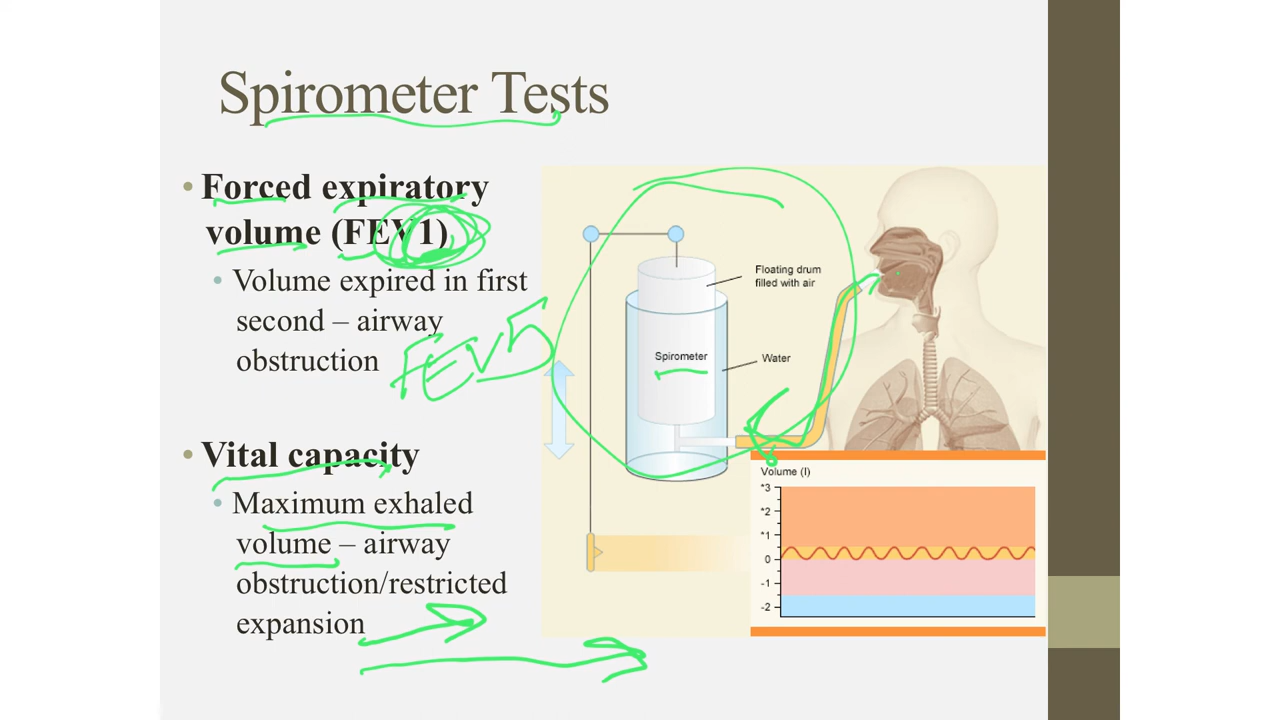 Spirometer Tests
• Forced expiratory
volume (FEV1)
• Volume expired in first
second – airway
obstruction
FEV5
• Vital capacity
• Maximum exhaled
volume – airway
obstruction/restricted
expansion
Floating drum
filled with air
Spirometer
Water
Volume (l)
*3
*2
*1
0
-1
-2